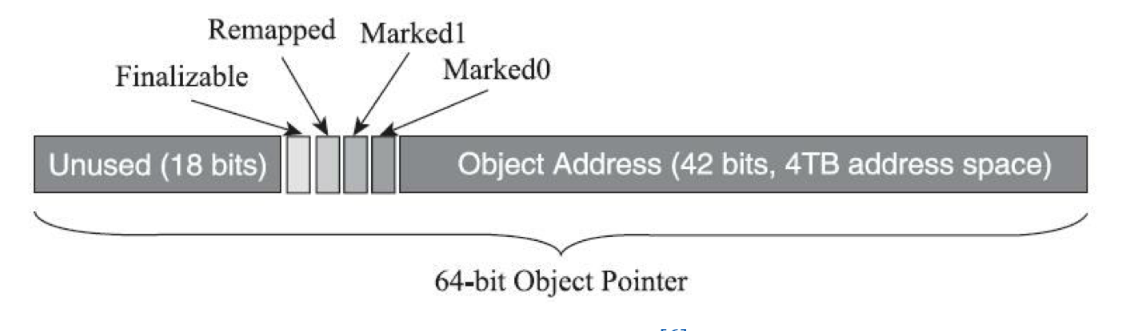 Remapped Marked1
Finalizable Marked0
Unused (18 bits) Object Address (42 bits, 4TB address space)
64-bit Object Pointer
[6]